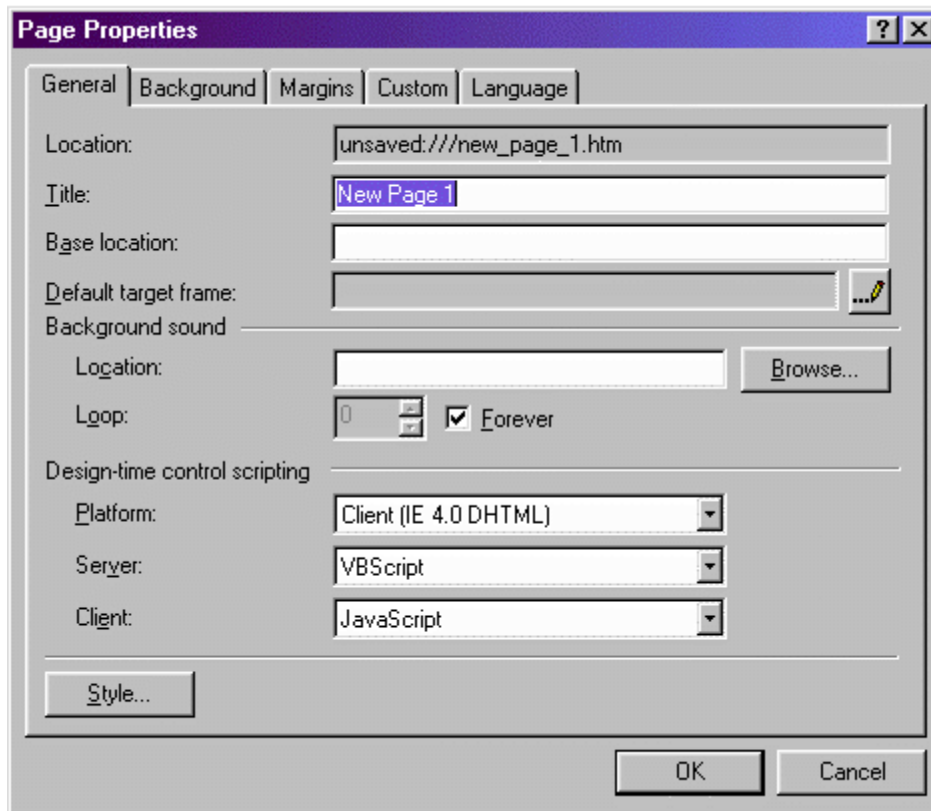 Page Properties
General Background Margins Custom Language
Location: unsaved:///new_page_1.htm
Title: New Page 1
Base location:
Default target frame: ...
Background sound
Location: Browse...
Loop: 0 Forever
Design-time control scripting
Platform: Client (IE 4.0 DHTML)
Server: VBScript
Client: JavaScript
Style...
OK Cancel